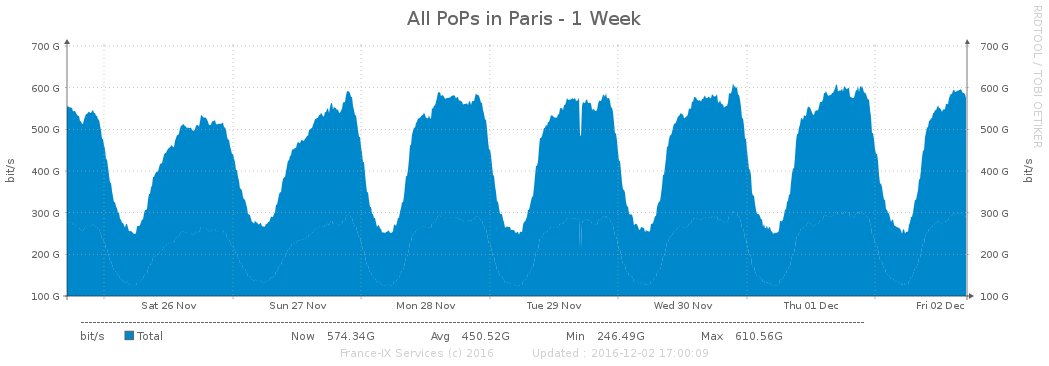 All PoPs in Paris - 1 Week
RRDTOOL / TOBI OETIKER
bit/s
700 G
600 G
500 G
400 G
300 G
200 G
100 G
700 G
600 G
500 G
400 G
300 G
200 G
100 G
bit/s
Sat 26 Nov Sun 27 Nov Mon 28 Nov Tue 29 Nov Wed 30 Nov Thu 01 Dec Fri 02 Dec
bit/s Total Now 574.34G Avg 450.52G Min 246.49G Max 610.56G
France-IX Services (c) 2016 Updated : 2016-12-02 17:00:09